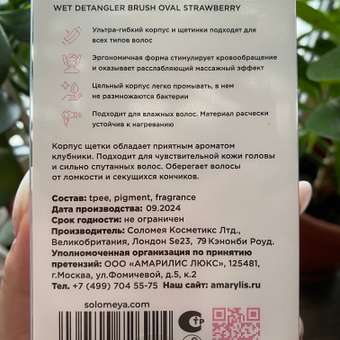 WET DETANGLER BRUSH OVAL STRAWBERRY
Ультра-гибкий корпус и щетинки подходят для
всех типов волос
Эргономичная форма стимулирует кровообращение
и оказывает расслабляющий массажный эффект
Цельный корпус легко промывать, в нем
не размножаются бактерии
Подходит для влажных волос. Материал расчески
устойчив к нагреванию
Корпус щетки обладает приятным ароматом
клубники. Подходит для чувствительной кожи головы
и сильно спутанных волос. Оберегает волосы
от ломкости и секущихся кончиков.
Состав: tpee, pigment, fragrance
Дата производства: 09.2024
Срок годности: не ограничен
Производитель: Соломея Косметикс Лтд.,
Великобритания, Лондон Se23, 79 Кэнонби Роуд.
Уполномоченная организация по принятию
претензий: ООО «АМАРИЛИС ЛЮКС», 125481,
г.Москва, ул.Фомичевой, д.5, к.2
Тел. +7 (499) 704 55-75 Наш сайт: amarylis.ru
solomeya.com